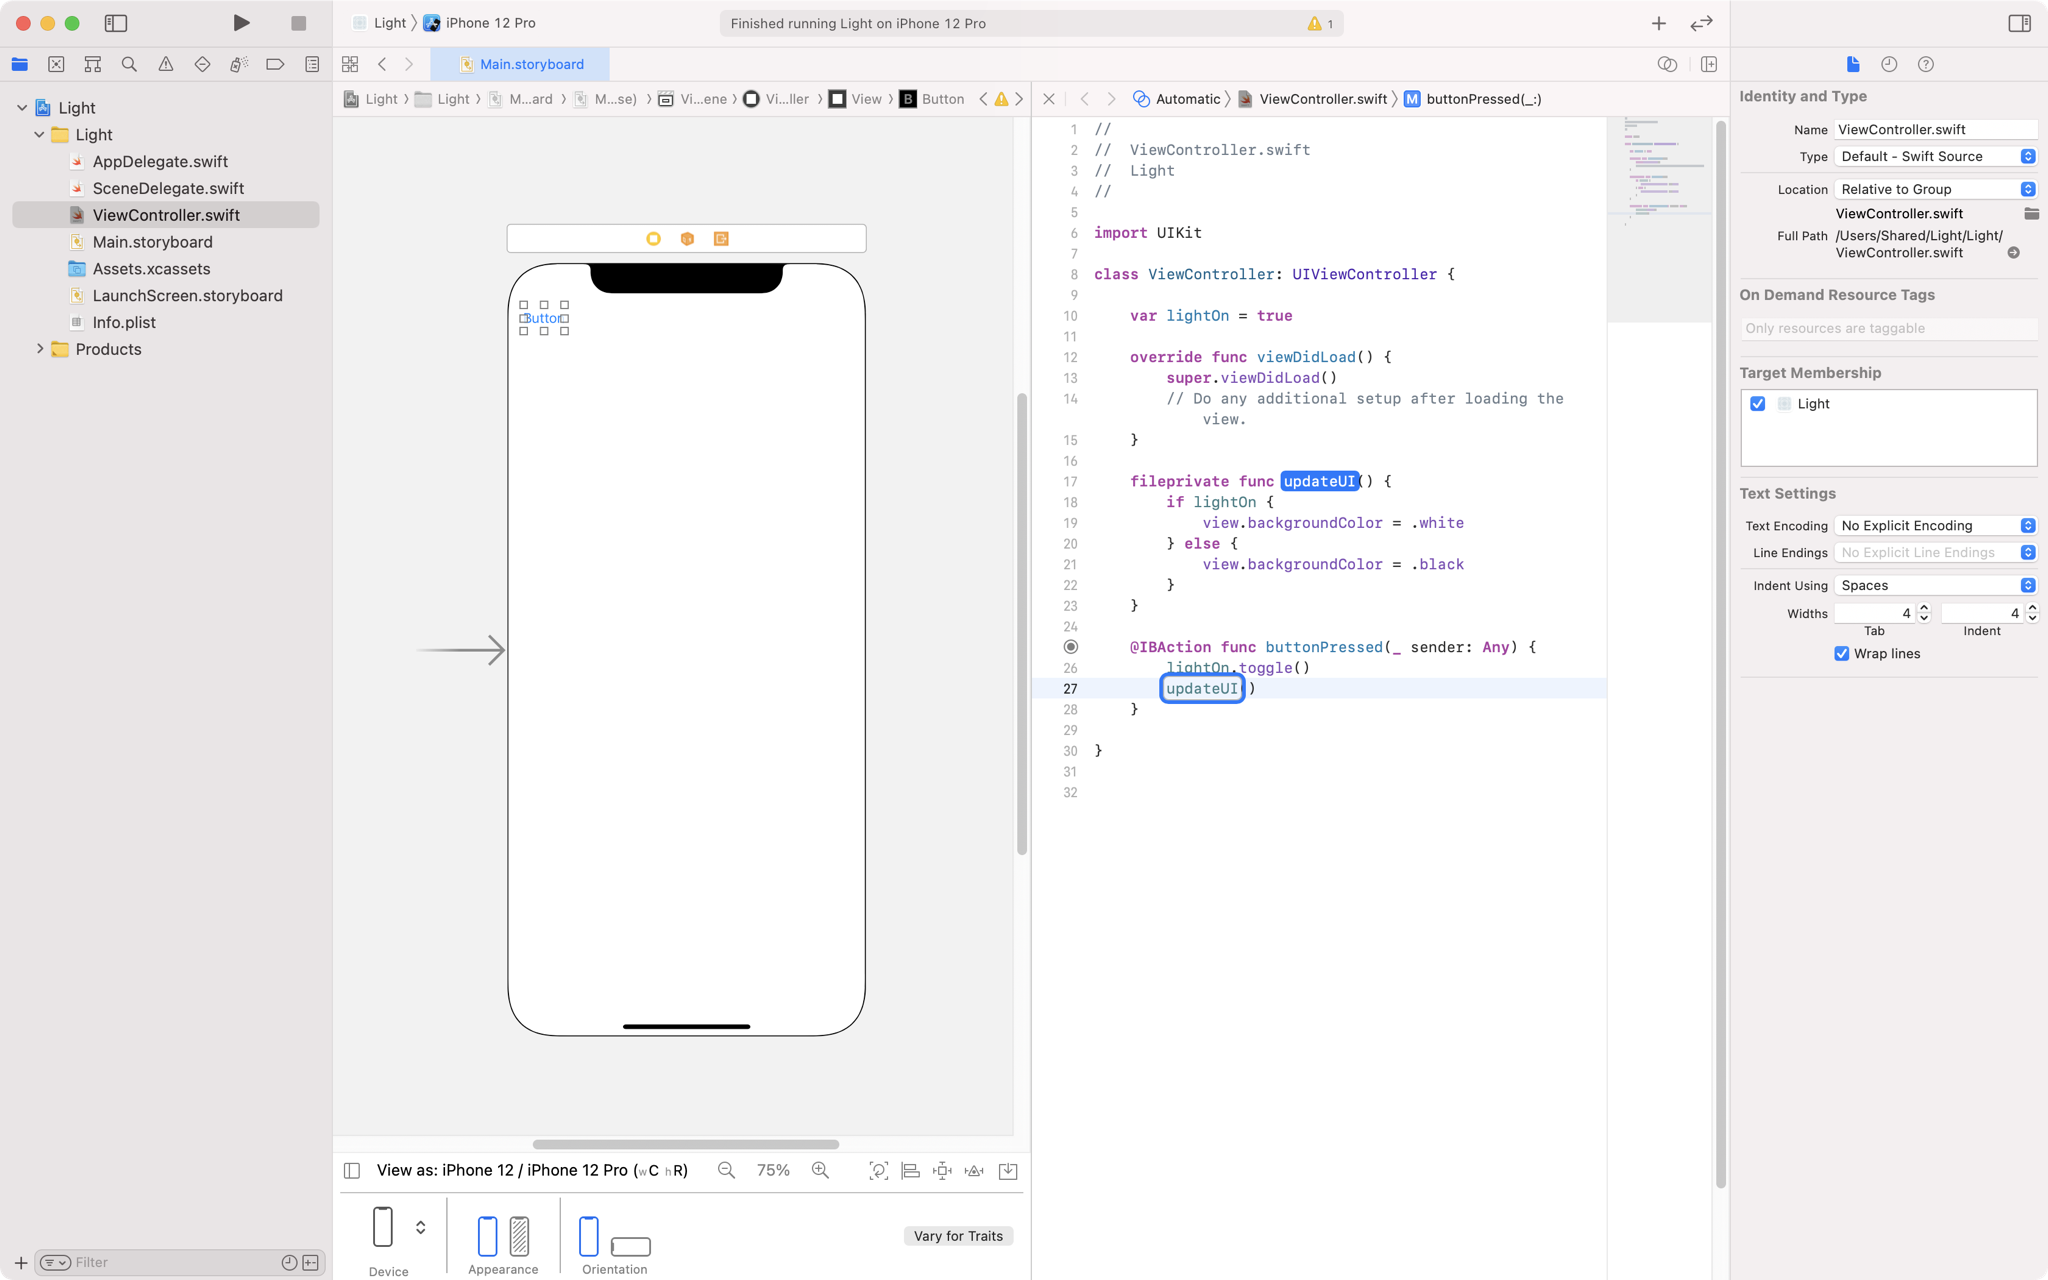 Light
iPhone 12 Pro
Finished running Light on iPhone 12 Pro
1
Main.storyboard
Light
Light
M...ard
M...se)
Vi...ene
Vi...ller
View
B
Button
Automatic
ViewController.swift
M
buttonPressed(_:)
Light
Light
AppDelegate.swift
SceneDelegate.swift
ViewController.swift
Main.storyboard
Assets.xcassets
LaunchScreen.storyboard
Info.plist
Products
Filter
Button
View as: iPhone 12 / iPhone 12 Pro (wC hR)
75%
Device
Appearance
Orientation
Vary for Traits
1 //
2 //  ViewController.swift
3 //  Light
4 //
5
6 import UIKit
7
8 class ViewController: UIViewController {
9
10     var lightOn = true
11
12     override func viewDidLoad() {
13         super.viewDidLoad()
14         // Do any additional setup after loading the
view.
15     }
16
17     fileprivate func updateUI() {
18         if lightOn {
19             view.backgroundColor = .white
20         } else {
21             view.backgroundColor = .black
22         }
23     }
24
@IBAction func buttonPressed(_ sender: Any) {
26         lightOn.toggle()
27         updateUI()
28     }
29
30 }
31
32
Identity and Type
Name ViewController.swift
Type Default - Swift Source
Location Relative to Group
ViewController.swift
Full Path /Users/Shared/Light/Light/
ViewController.swift
On Demand Resource Tags
Only resources are taggable
Target Membership
Light
Text Settings
Text Encoding No Explicit Encoding
Line Endings No Explicit Line Endings
Indent Using Spaces
Widths 4 4
Tab Indent
Wrap lines